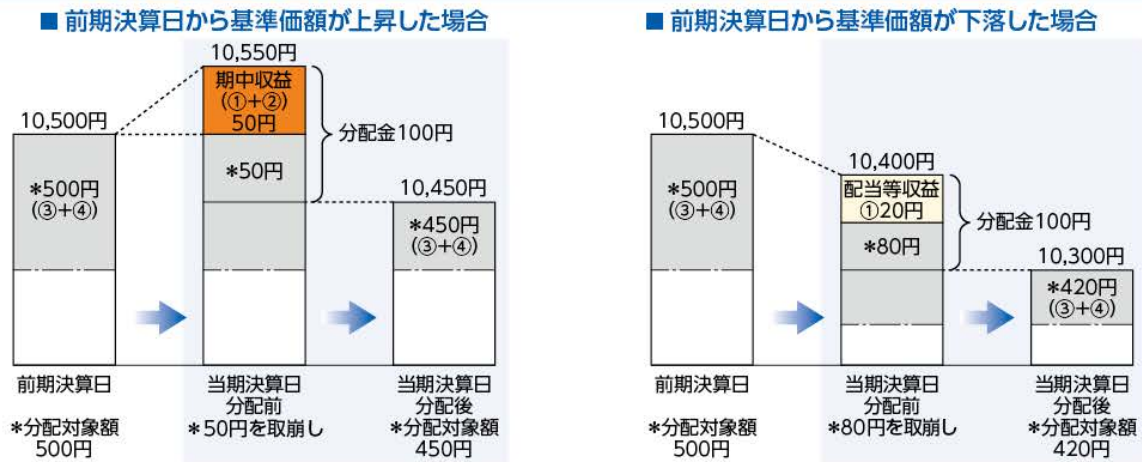 ■ 前期決算日から基準価額が上昇した場合
10,550円
期中収益
(①+②)
50円
10,500円
分配金100円
*50円
*500円
(③+④)
10,450円
*450円
(③+④)
前期決算日
当期決算日
分配前
当期決算日
分配後
*分配対象額
500円
*50円を取崩し
*分配対象額
450円
■ 前期決算日から基準価額が下落した場合
10,500円
10,400円
*500円
(③+④)
配当等収益
①20円
分配金100円
*80円
10,300円
*420円
(③+④)
前期決算日
当期決算日
分配前
当期決算日
分配後
*分配対象額
500円
*80円を取崩し
*分配対象額
420円